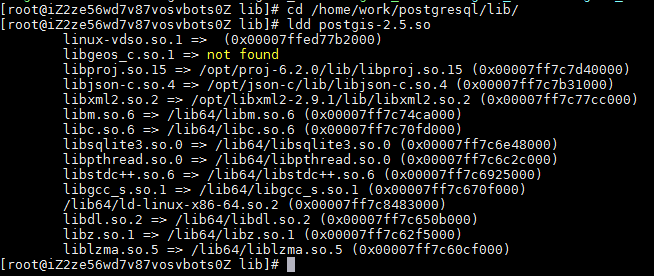 [root@iZ2ze56wd7v87vosvbots0Z lib]# cd /home/work/postgresql/lib/
[root@iZ2ze56wd7v87vosvbots0Z lib]# ldd postgis-2.5.so
linux-vdso.so.1 =>  (0x00007ffed77b2000)
libgeos_c.so.1 => not found
libproj.so.15 => /opt/proj-6.2.0/lib/libproj.so.15 (0x00007ff7c7d40000)
libjson-c.so.4 => /opt/json-c/lib/libjson-c.so.4 (0x00007ff7c7b31000)
libxml2.so.2 => /opt/libxml2-2.9.1/lib/libxml2.so.2 (0x00007ff7c77cc000)
libm.so.6 => /lib64/libm.so.6 (0x00007ff7c74ca000)
libc.so.6 => /lib64/libc.so.6 (0x00007ff7c70fd000)
libsqlite3.so.0 => /lib64/libsqlite3.so.0 (0x00007ff7c6e48000)
libpthread.so.0 => /lib64/libpthread.so.0 (0x00007ff7c6c2c000)
libstdc++.so.6 => /lib64/libstdc++.so.6 (0x00007ff7c6925000)
libgcc_s.so.1 => /lib64/libgcc_s.so.1 (0x00007ff7c670f000)
/lib64/ld-linux-x86-64.so.2 (0x00007ff7c8483000)
libdl.so.2 => /lib64/libdl.so.2 (0x00007ff7c650b000)
libz.so.1 => /lib64/libz.so.1 (0x00007ff7c62f5000)
liblzma.so.5 => /lib64/liblzma.so.5 (0x00007ff7c60cf000)
[root@iZ2ze56wd7v87vosvbots0Z lib]#